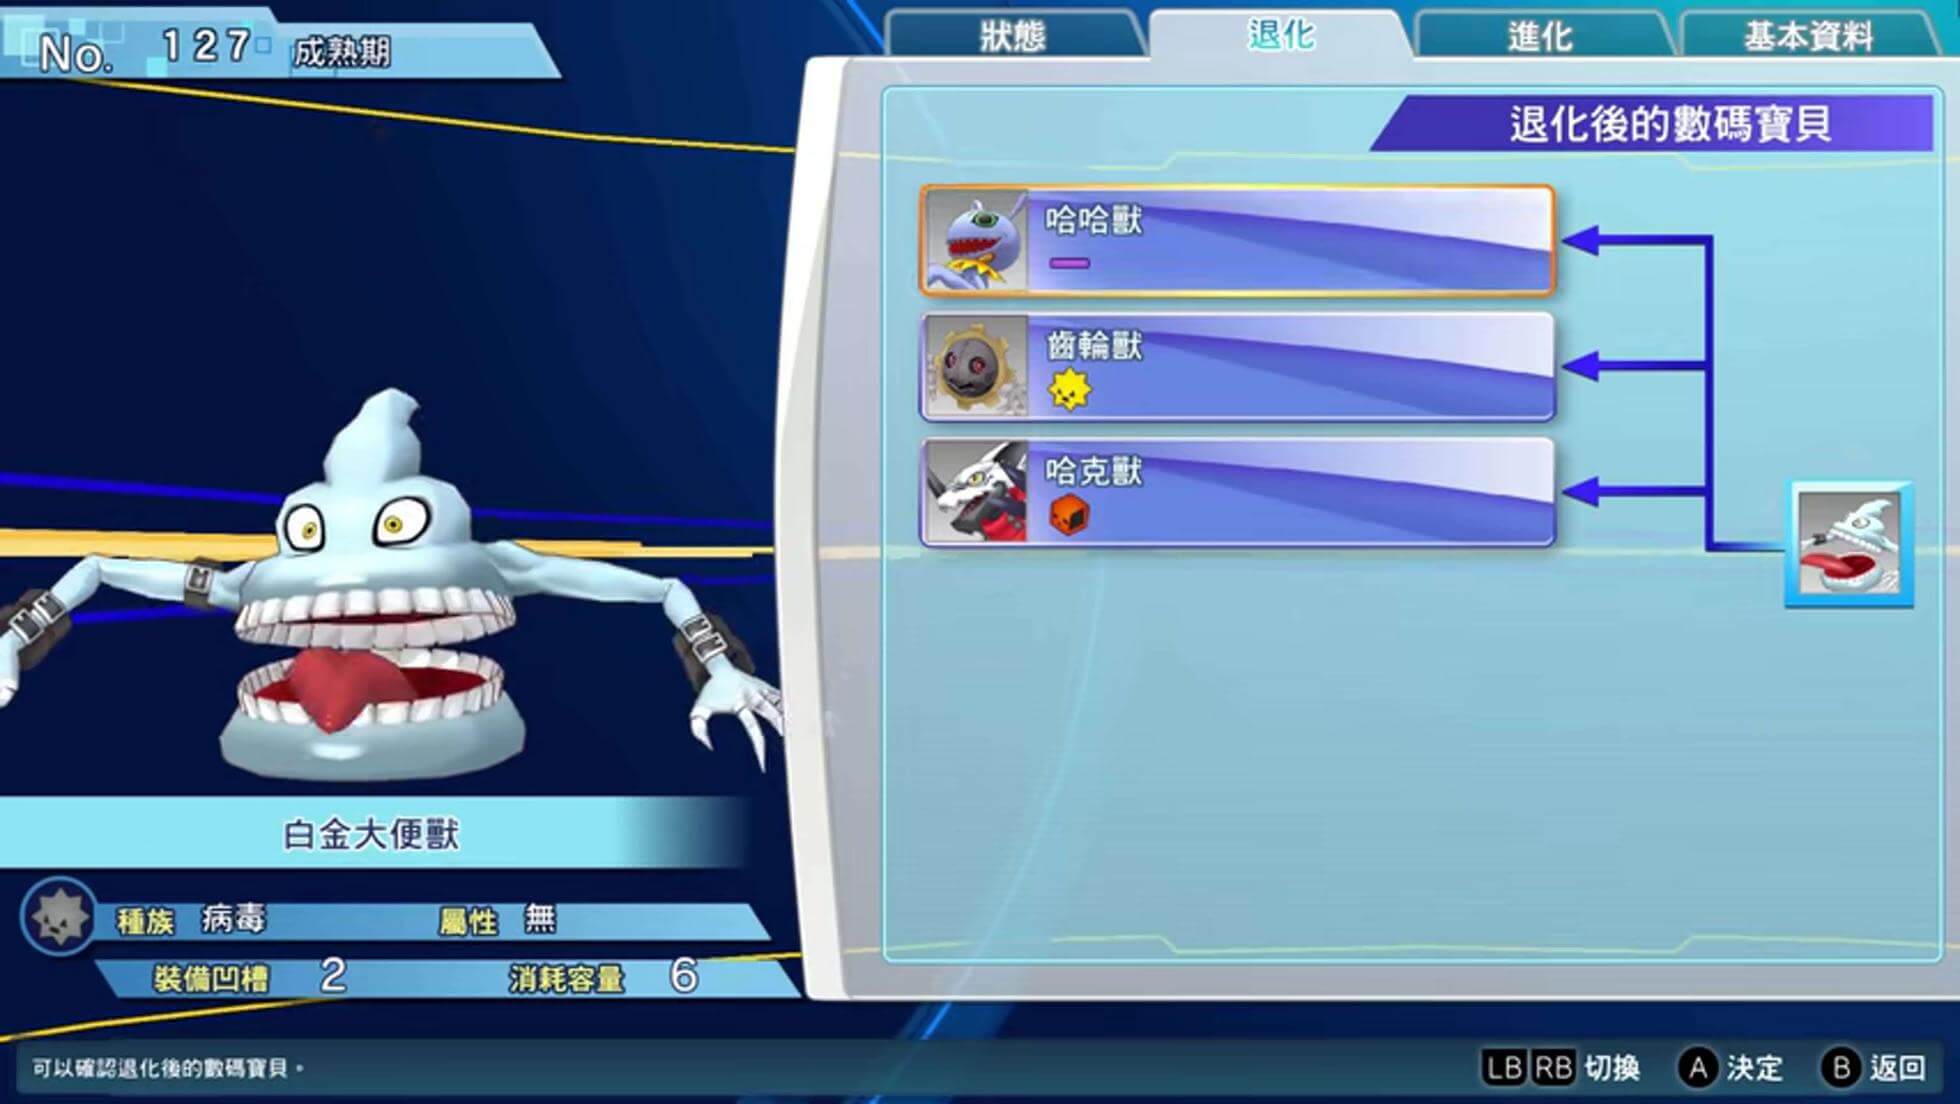 No. 127 成熟期
狀態 退化 進化 基本資料
退化後的數碼寶貝
哈哈獸
齒輪獸
哈克獸
白金大便獸
種族 病毒 屬性 無
裝備凹槽 2 消耗容量 6
可以確認退化後的數碼寶貝。
LB RB 切換 A 決定 B 返回